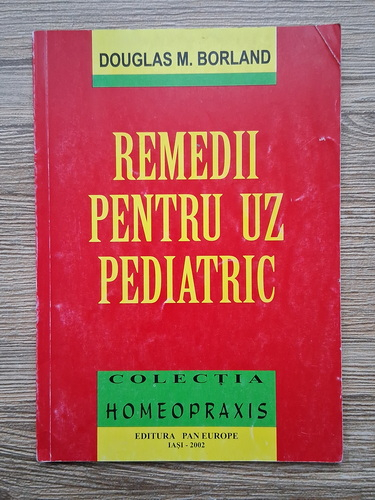 DOUGLAS M. BORLAND
REMEDII
PENTRU UZ
PEDIATRIC
COLECȚIA
HOMEOPRAXIS
EDITURA PAN EUROPE
IAȘI - 2002